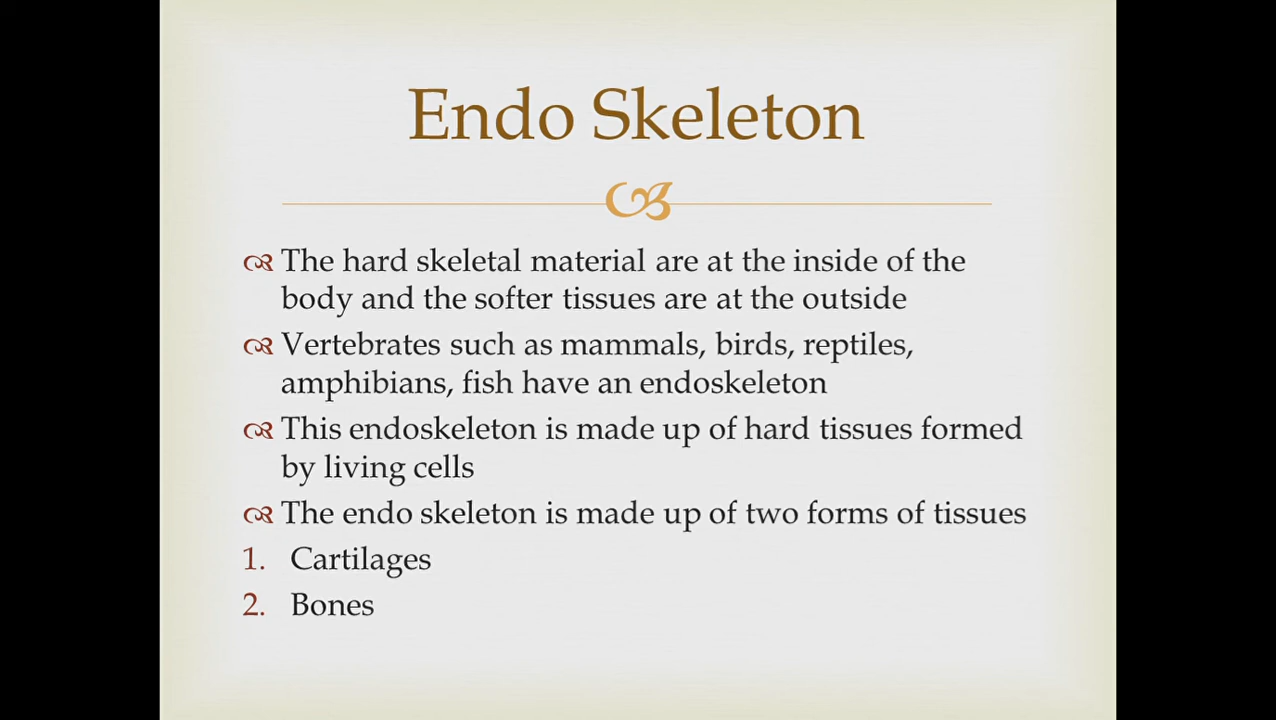 Endo Skeleton
The hard skeletal material are at the inside of the
body and the softer tissues are at the outside
Vertebrates such as mammals, birds, reptiles,
amphibians, fish have an endoskeleton
This endoskeleton is made up of hard tissues formed
by living cells
The endo skeleton is made up of two forms of tissues
1. Cartilages
2. Bones